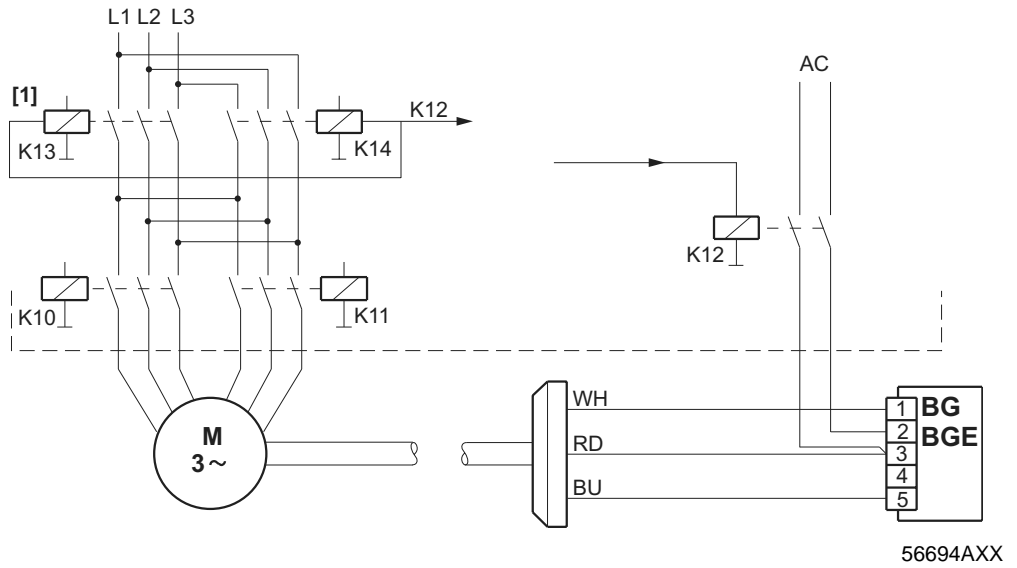 L1 L2 L3
AC
[1]
K12
K13
K14
K12
K10
K11
WH
1
BG
M
3~
2
BGE
RD
3
4
BU
5
56694AXX